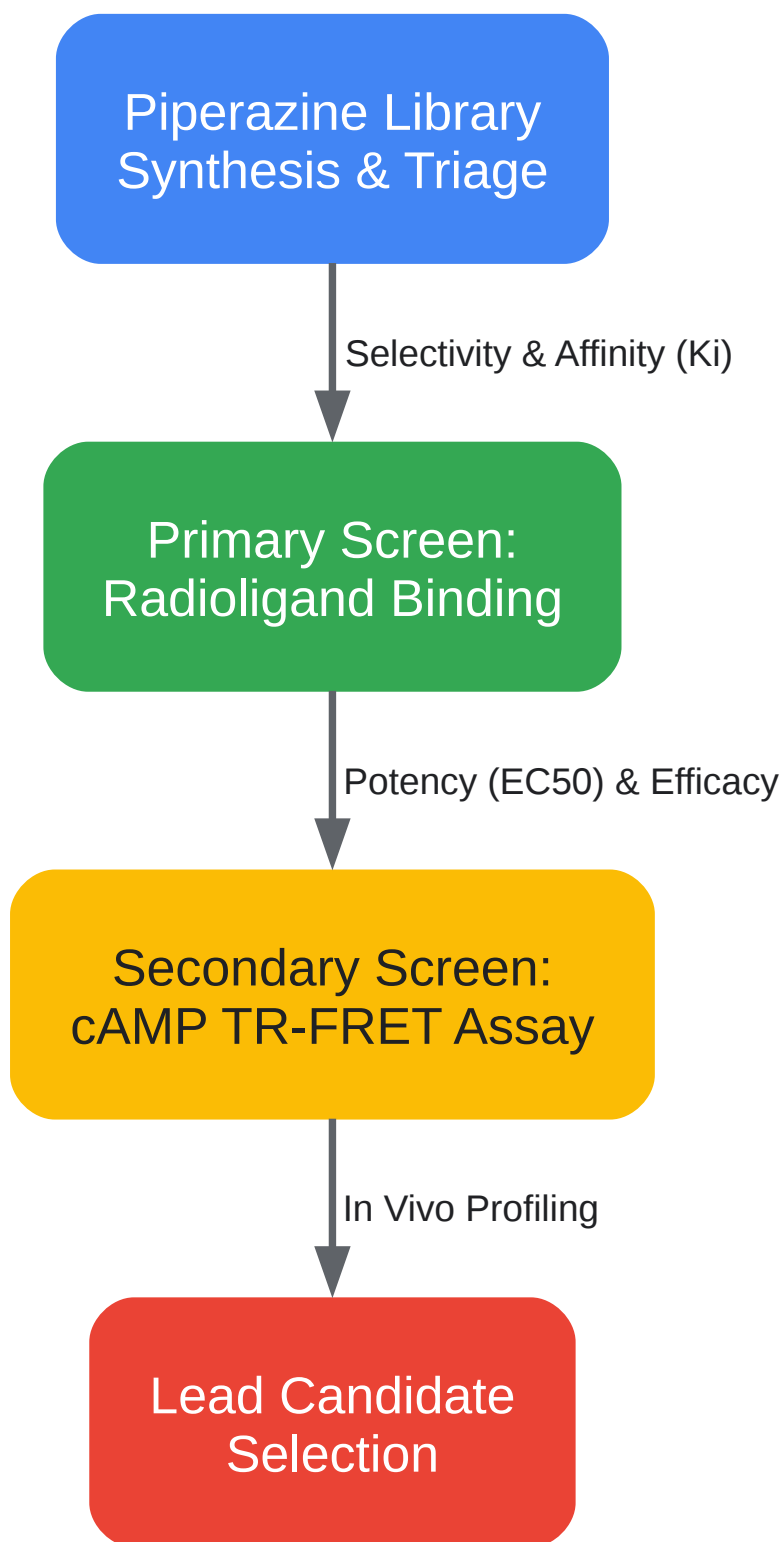 Piperazine Library
Synthesis & Triage
Selectivity & Affinity (Ki)
Primary Screen:
Radioligand Binding
Potency (EC50) & Efficacy
Secondary Screen:
cAMP TR-FRET Assay
In Vivo Profiling
Lead Candidate
Selection